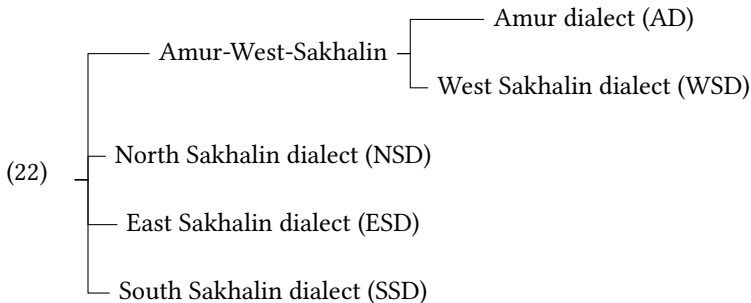 Amur dialect (AD)
Amur-West-Sakhalin
West Sakhalin dialect (WSD)
North Sakhalin dialect (NSD)
(22)
East Sakhalin dialect (ESD)
South Sakhalin dialect (SSD)